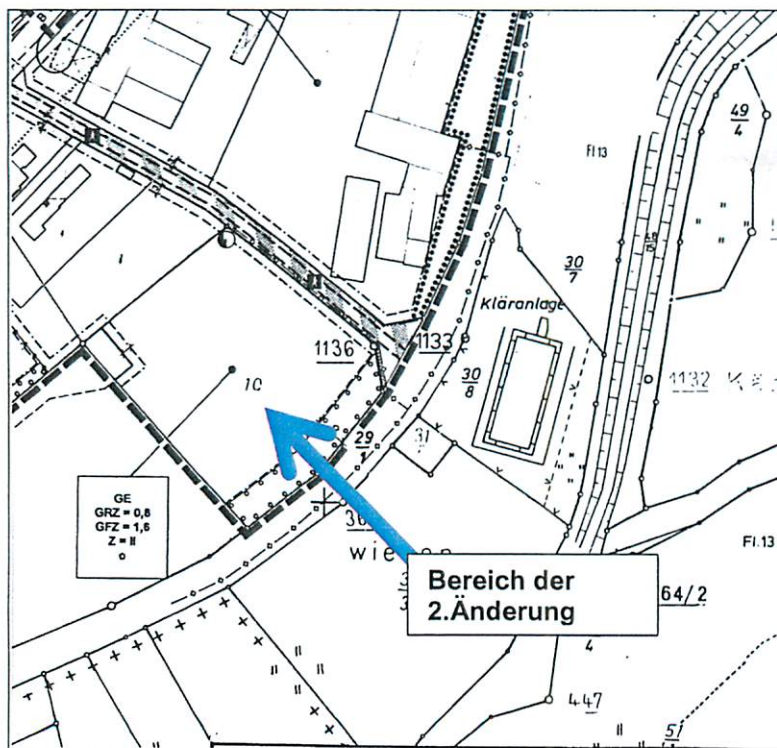 49
4
Fl.13
30
7
Kläranlage
1136
1133
1132
30
8
10
29
1
31
GE
GRZ = 0,8
GFZ = 1,6
Z = II
o
36
Fl.13
Bereich der
2.Änderung
64/2
4
447
51